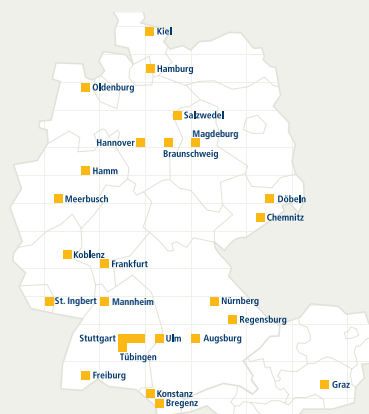 Kiel
Hamburg
Oldenburg
Salzwedel
Magdeburg
Hannover
Braunschweig
Hamm
Meerbusch
Döbeln
Chemnitz
Koblenz
Frankfurt
St. Ingbert
Mannheim
Nürnberg
Regensburg
Stuttgart
Ulm
Augsburg
Tübingen
Freiburg
Graz
Konstanz
Bregenz